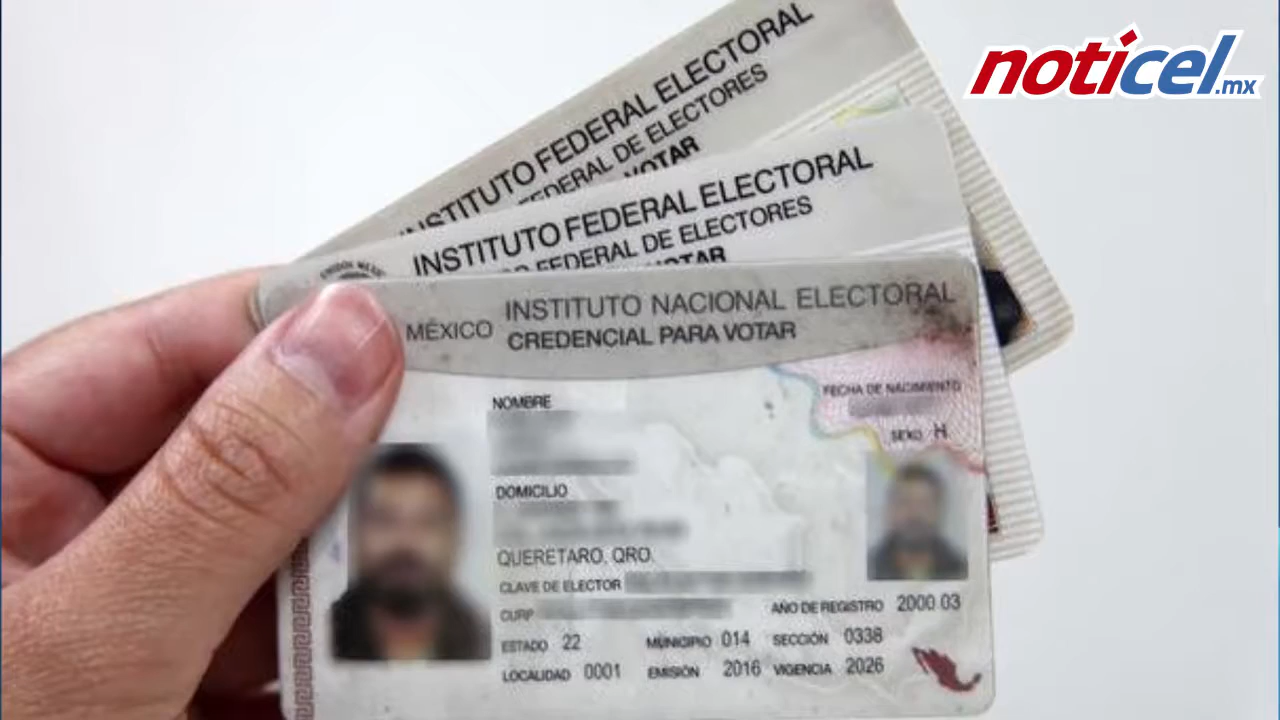 noticel.mx
INSTITUTO FEDERAL ELECTORAL
FEDERAL DE ELECTORES
VOTAR
INSTITUTO FEDERAL ELECTORAL
FEDERAL DE ELECTORES
VOTAR
MÉXICO INSTITUTO NACIONAL ELECTORAL
CREDENCIAL PARA VOTAR
FECHA DE NACIMIENTO
SEXO H
NOMBRE
DOMICILIO
QUERETARO, QRO.
CLAVE DE ELECTOR
CURP AÑO DE REGISTRO 2000 03
ESTADO 22 MUNICIPIO 014 SECCIÓN 0338
LOCALIDAD 0001 EMISIÓN 2016 VIGENCIA 2026